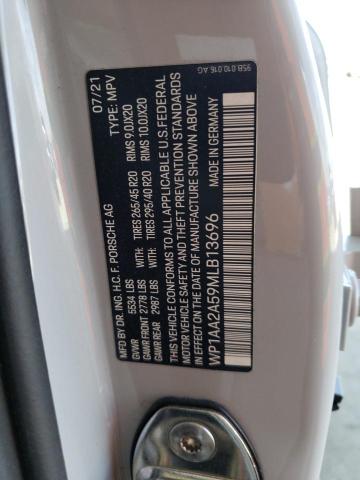 95B.010.016 AG
MFD. BY DR. ING. H.C. F. PORSCHE AG 07/21
GVWR 5534 LBS TYPE: MPV
GAWR FRONT 2778 LBS TIRES 265/45 R20 RIMS 9.0JX20
GAWR REAR 2987 LBS TIRES 295/40 R20 RIMS 10.0JX20
THIS VEHICLE CONFORMS TO ALL APPLICABLE U.S. FEDERAL
MOTOR VEHICLE SAFETY AND THEFT PREVENTION STANDARDS
IN EFFECT ON THE DATE OF MANUFACTURE SHOWN ABOVE.
WP1AA2A59MLB13696 MADE IN GERMANY